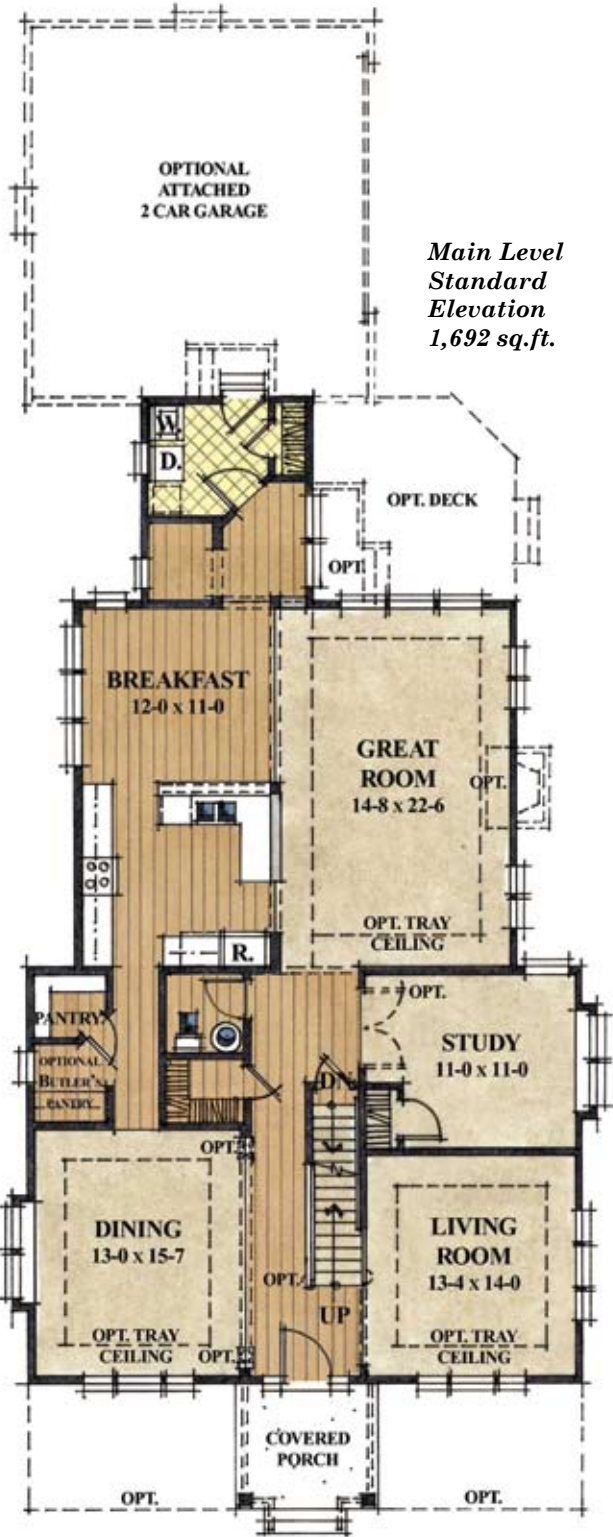 OPTIONAL
ATTACHED
2 CAR GARAGE
Main Level
Standard
Elevation
1,692 sq.ft.
W.
D.
OPT. DECK
OPT.
BREAKFAST
12-0 x 11-0
GREAT
ROOM
14-8 x 22-6
OPT.
OPT. TRAY
CEILING
R.
PANTRY
OPTIONAL
BUTLER'S
PANTRY
OPT.
STUDY
11-0 x 11-0
DN
OPT.
DINING
13-0 x 15-7
OPT. TRAY
CEILING
OPT.
OPT.
UP
LIVING
ROOM
13-4 x 14-0
OPT. TRAY
CEILING
COVERED
PORCH
OPT.
OPT.